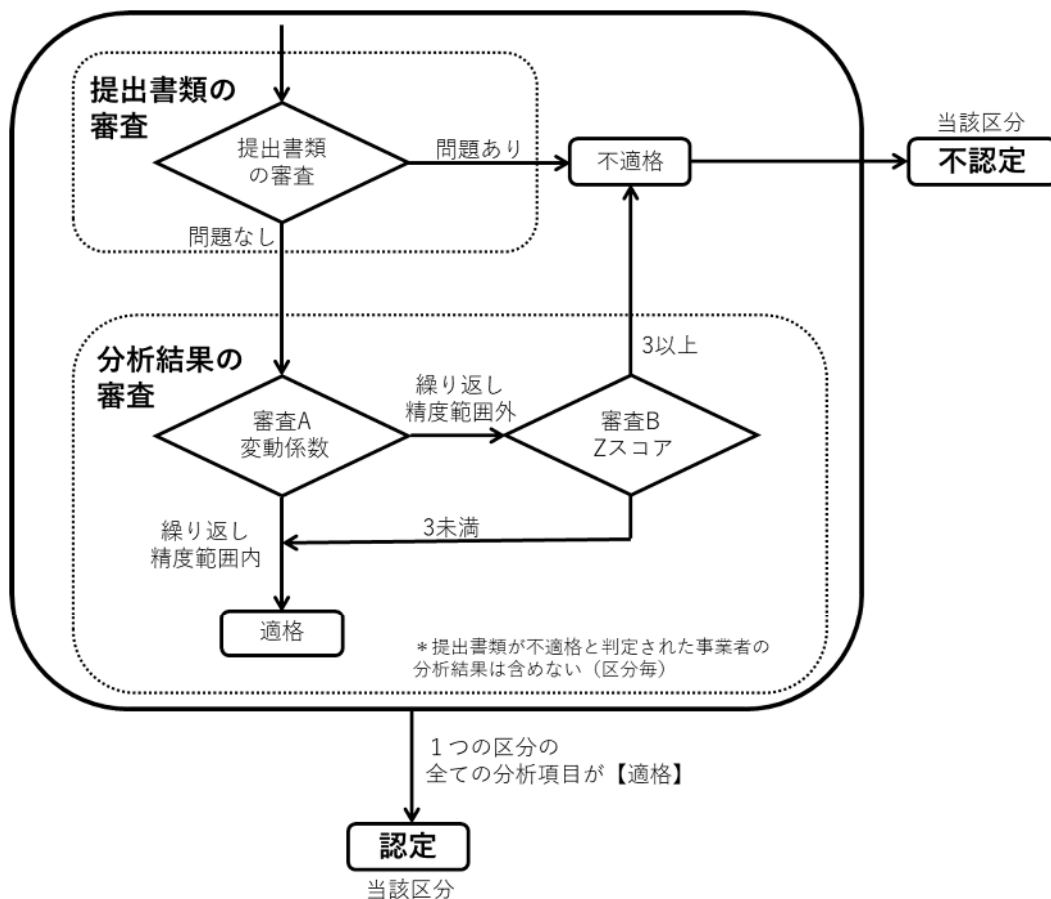 提出書類の
審査
提出書類
の審査
問題あり
不適格
当該区分
不認定
問題なし
分析結果の
審査
審査A
変動係数
繰り返し
精度範囲外
審査B
Zスコア
3以上
繰り返し
精度範囲内
3未満
適格
*提出書類が不適格と判定された事業者の
分析結果は含めない（区分毎）
１つの区分の
全ての分析項目が【適格】
認定
当該区分